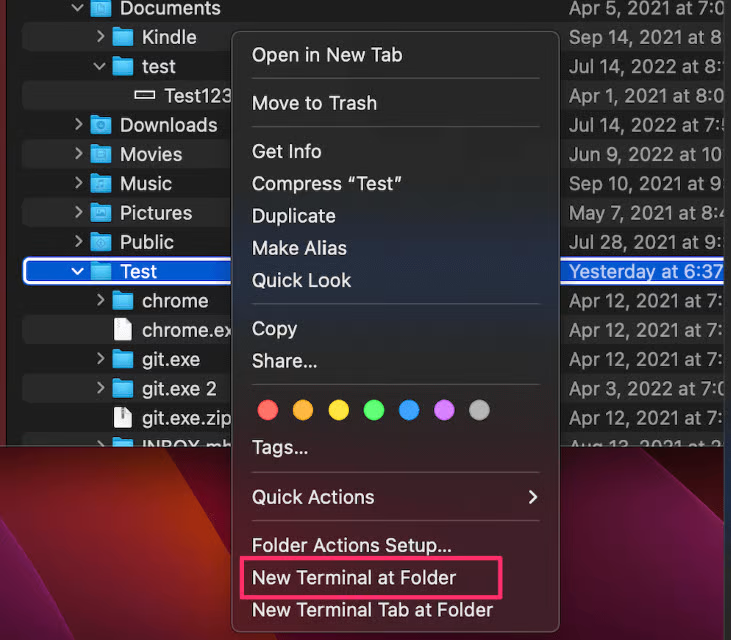 Documents Apr 5, 2021 at 7:0
Kindle Sep 14, 2021 at 8
test Jul 14, 2022 at 8:
Test123 Apr 1, 2021 at 8:0
Downloads Jul 14, 2022 at 7:
Movies Jun 9, 2022 at 10
Music Sep 10, 2021 at 9
Pictures May 7, 2021 at 8:4
Public Jul 28, 2021 at 9:
Test Yesterday at 6:37
chrome Apr 12, 2021 at 7:
chrome.ex Apr 12, 2021 at 7:
git.exe Apr 12, 2021 at 7:
git.exe 2 Apr 3, 2022 at 7:0
git.exe.zip Apr 12, 2021 at 7:
INBOX.mb Aug 13, 2021 at 2
Open in New Tab
Move to Trash
Get Info
Compress “Test”
Duplicate
Make Alias
Quick Look
Copy
Share...
Tags...
Quick Actions
Folder Actions Setup...
New Terminal at Folder
New Terminal Tab at Folder